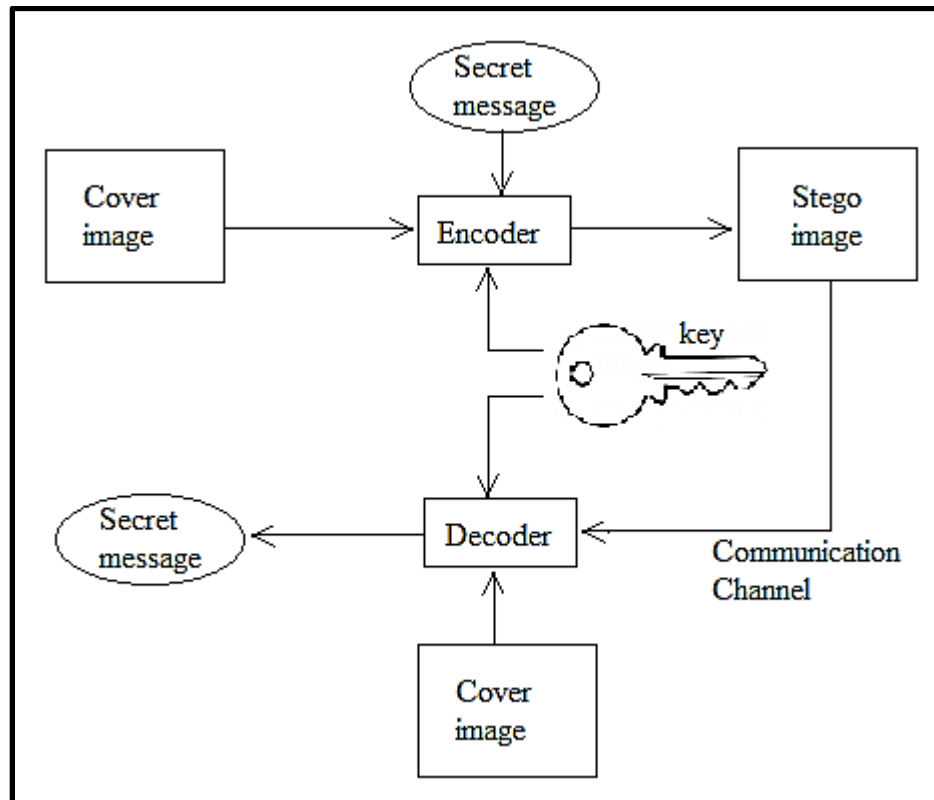 Secret
message
Cover
image
Encoder
Stego
image
key
Secret
message
Decoder
Communication
Channel
Cover
image